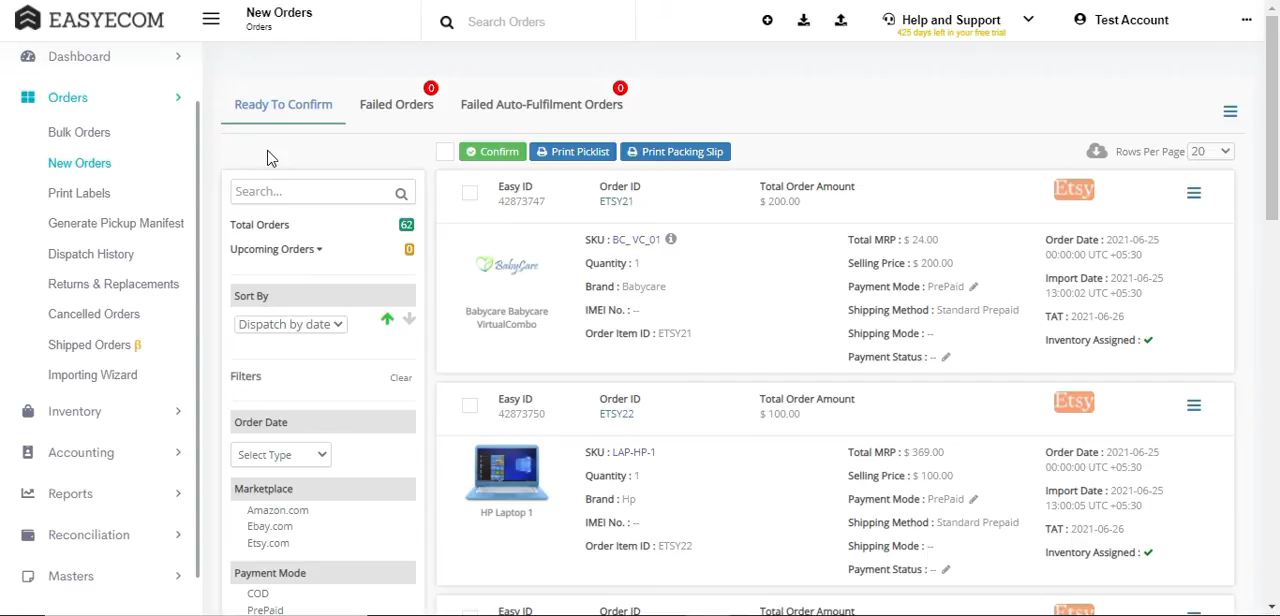 EASYECOM
New Orders
Orders
Search Orders
Help and Support
425 days left in your free trial
Test Account
Dashboard
Orders
Bulk Orders
New Orders
Print Labels
Generate Pickup Manifest
Dispatch History
Returns & Replacements
Cancelled Orders
Shipped Orders β
Importing Wizard
Inventory
Accounting
Reports
Reconciliation
Masters
Ready To Confirm
Failed Orders 0
Failed Auto-Fulfilment Orders 0
Confirm
Print Picklist
Print Packing Slip
Rows Per Page 20
Search...
Total Orders 62
Upcoming Orders 0
Sort By
Dispatch by date
Filters Clear
Order Date
Select Type
Marketplace
Amazon.com
Ebay.com
Etsy.com
Payment Mode
COD
PrePaid
Easy ID Order ID Total Order Amount Etsy
42873747 ETSY21 $ 200.00
BabyCare
Babycare Babycare
VirtualCombo
SKU : BC_ VC_01
Quantity : 1
Brand : Babycare
IMEI No. : --
Order Item ID : ETSY21
Total MRP : $ 24.00
Selling Price : $ 200.00
Payment Mode : PrePaid
Shipping Method : Standard Prepaid
Shipping Mode : --
Payment Status : --
Order Date : 2021-06-25
00:00:00 UTC +05:30
Import Date : 2021-06-25
13:00:02 UTC +05:30
TAT : 2021-06-26
Inventory Assigned :
Easy ID Order ID Total Order Amount Etsy
42873750 ETSY22 $ 100.00
HP Laptop 1
SKU : LAP-HP-1
Quantity : 1
Brand : Hp
IMEI No. : --
Order Item ID : ETSY22
Total MRP : $ 369.00
Selling Price : $ 100.00
Payment Mode : PrePaid
Shipping Method : Standard Prepaid
Shipping Mode : --
Payment Status : --
Order Date : 2021-06-25
00:00:00 UTC +05:30
Import Date : 2021-06-25
13:00:05 UTC +05:30
TAT : 2021-06-26
Inventory Assigned :
Easy ID Order ID Total Order Amount Etsy